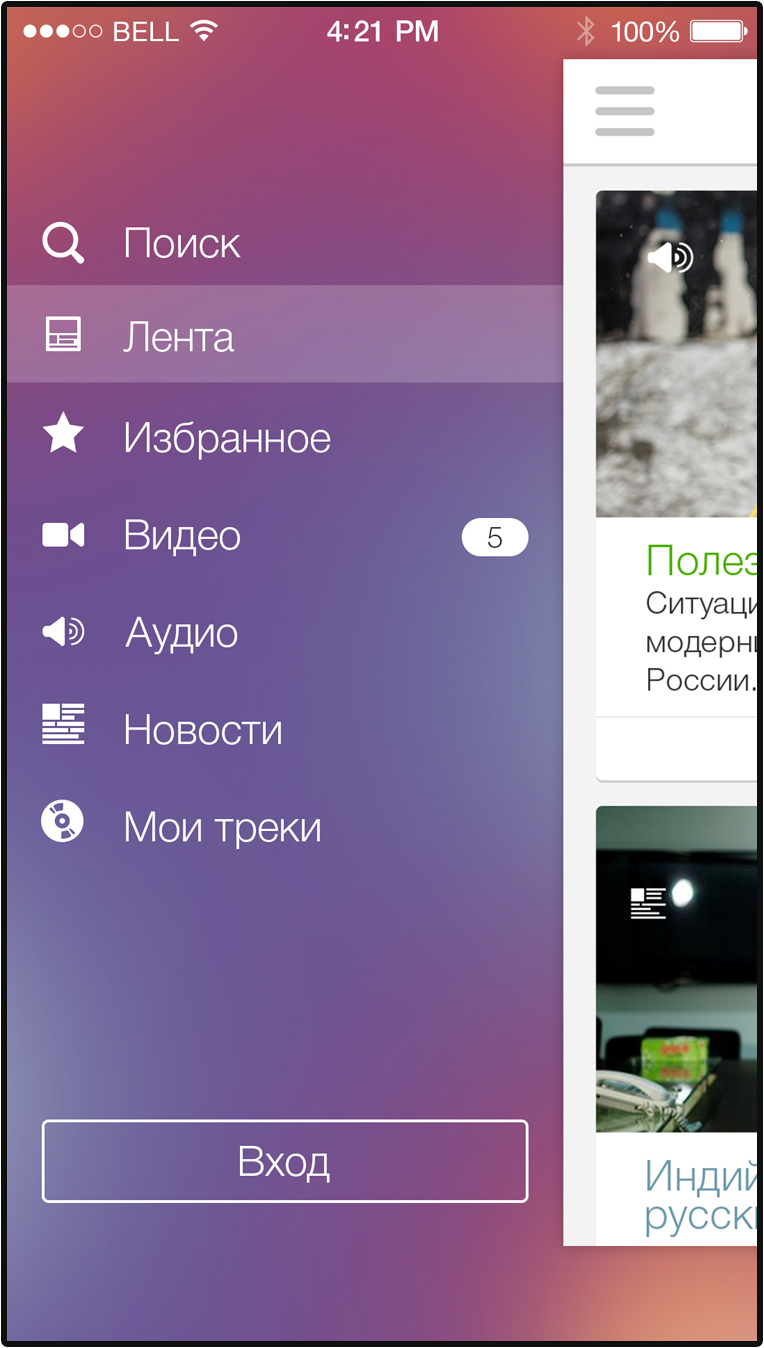 BELL 4:21 PM 100%
Поиск
Лента
Избранное
Видео 5
Аудио
Новости
Мои треки
Вход
Полез
Ситуаци
модерни
России.
Индий
русски